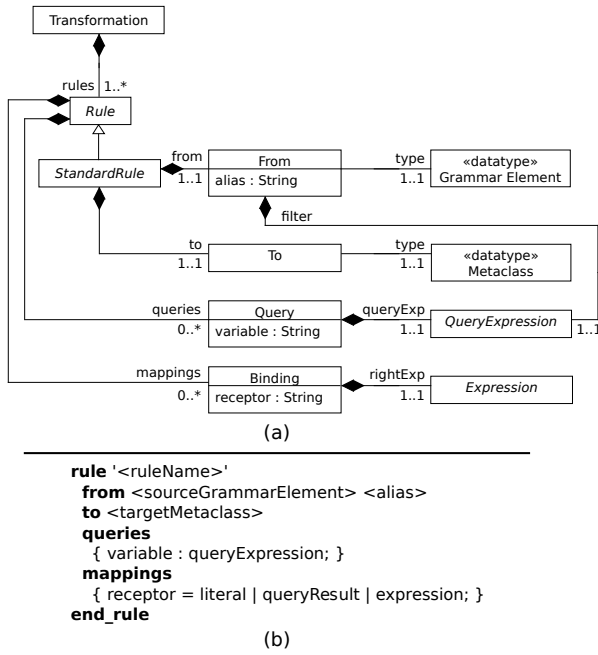 Transformation
rules 1..*
Rule
StandardRule
from
1..1
From
alias : String
type
1..1
«datatype»
Grammar Element
filter
to
1..1
To
type
1..1
«datatype»
Metaclass
queries
0..*
Query
variable : String
queryExp
1..1
QueryExpression
1..1
mappings
0..*
Binding
receptor : String
rightExp
1..1
Expression
(a)
rule '<ruleName>'
from <sourceGrammarElement> <alias>
to <targetMetaclass>
queries
{ variable : queryExpression; }
mappings
{ receptor = literal | queryResult | expression; }
end_rule
(b)